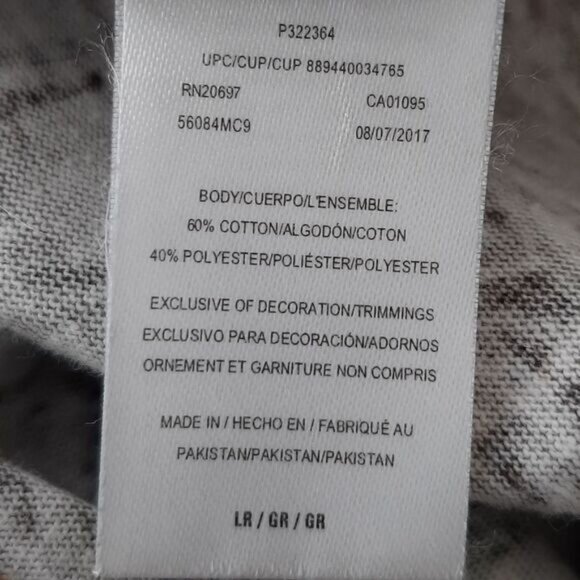 P322364
UPC/CUP/CUP 889440034765
RN20697 CA01095
56084MC9 08/07/2017
BODY/CUERPO/L'ENSEMBLE:
60% COTTON/ALGODÓN/COTON
40% POLYESTER/POLIÉSTER/POLYESTER
EXCLUSIVE OF DECORATION/TRIMMINGS
EXCLUSIVO PARA DECORACIÓN/ADORNOS
ORNEMENT ET GARNITURE NON COMPRIS
MADE IN / HECHO EN / FABRIQUÉ AU
PAKISTAN/PAKISTAN/PAKISTAN
LR / GR / GR